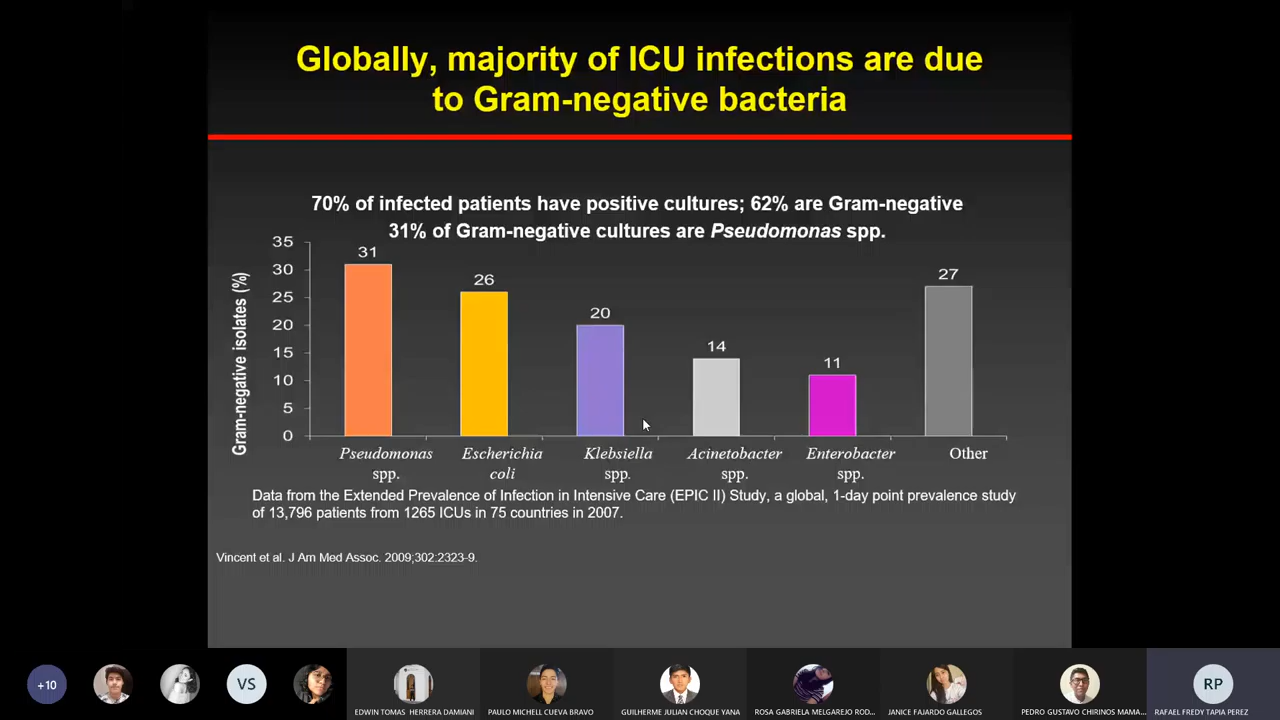 Globally, majority of ICU infections are due
to Gram-negative bacteria
70% of infected patients have positive cultures; 62% are Gram-negative
31% of Gram-negative cultures are Pseudomonas spp.
Gram-negative isolates (%)
35
30
25
20
15
10
5
0
31
26
20
14
11
27
Pseudomonas spp.
Escherichia coli
Klebsiella spp.
Acinetobacter spp.
Enterobacter spp.
Other
Data from the Extended Prevalence of Infection in Intensive Care (EPIC II) Study, a global, 1-day point prevalence study
of 13,796 patients from 1265 ICUs in 75 countries in 2007.
Vincent et al. J Am Med Assoc. 2009;302:2323-9.
+10
VS
RP
EDWIN TOMAS HERRERA DAMIANI
PAULO MICHELL CUEVA BRAVO
GUILHERME JULIAN CHOQUE YANA
ROSA GABRIELA MELGAREJO ROD...
JANICE FAJARDO GALLEGOS
PEDRO GUSTAVO CHIRINOS MAMA...
RAFAEL FREDY TAPIA PEREZ